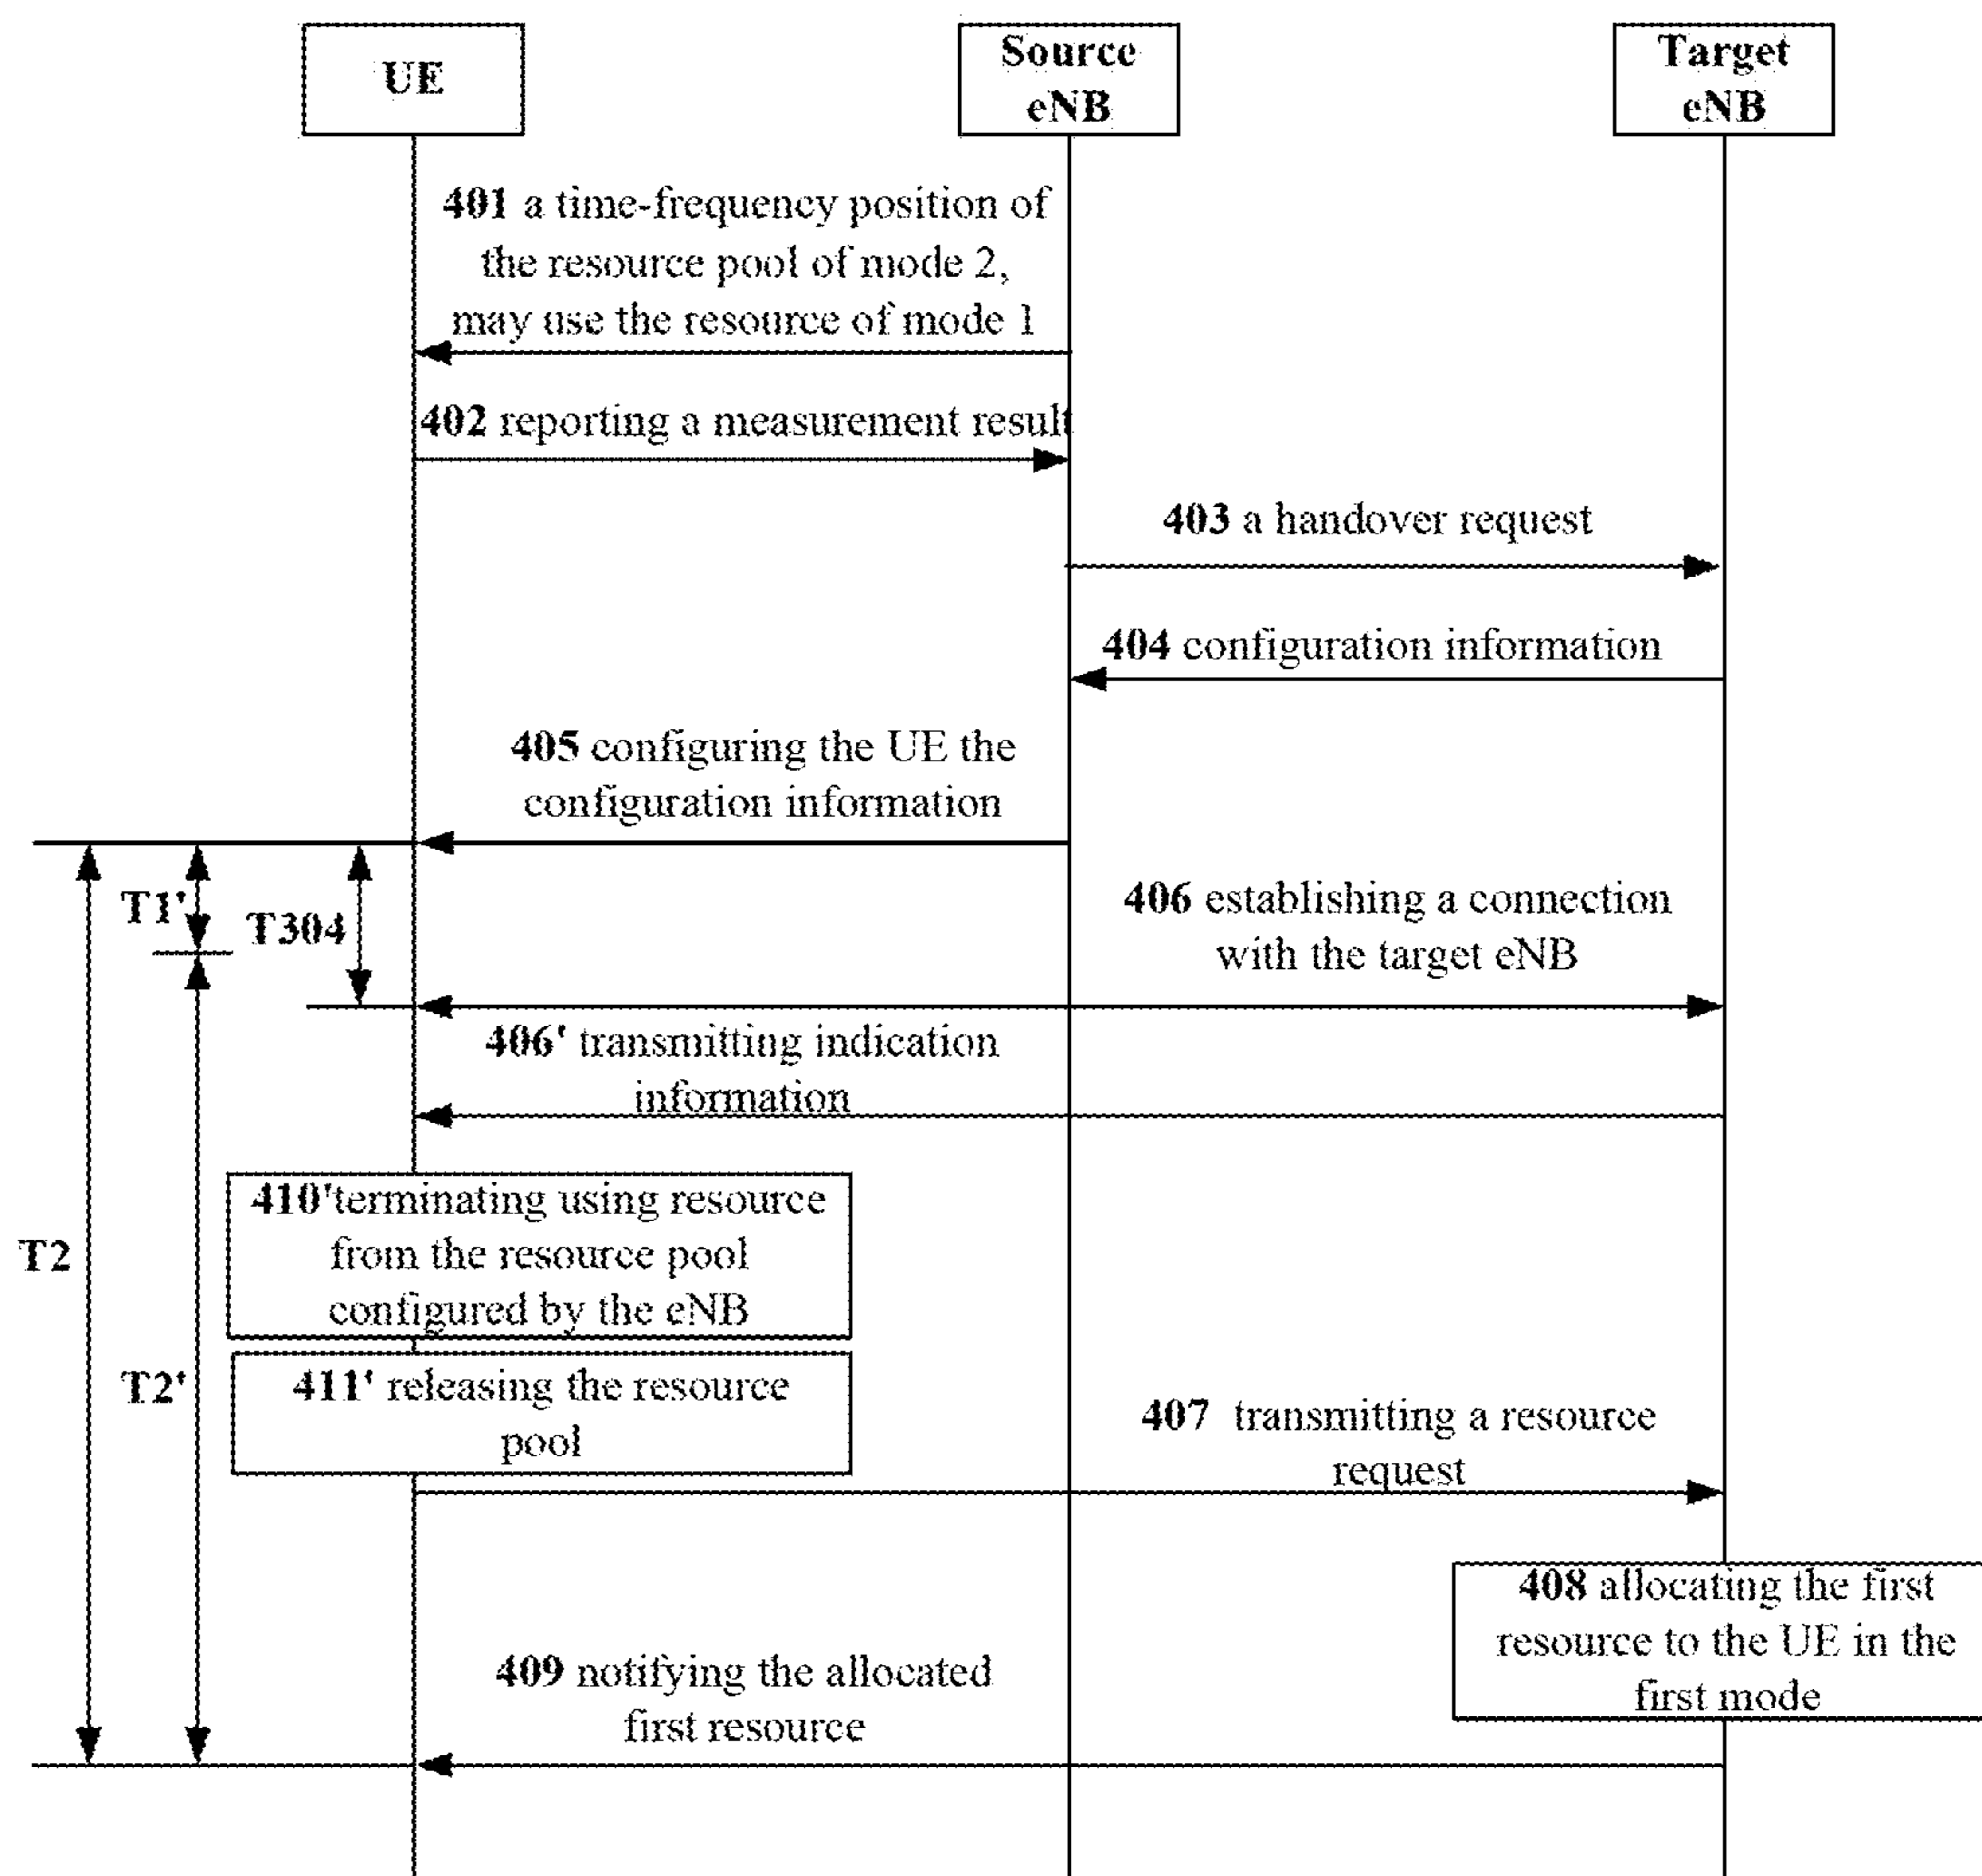 UE
Source
eNB
Target
eNB
401 a time-frequency position of
the resource pool of mode 2,
may use the resource of mode 1
402 reporting a measurement result
403 a handover request
404 configuration information
405 configuring the UE the
configuration information
T1'
T304
406 establishing a connection
with the target eNB
406' transmitting indication
information
410'terminating using resource
from the resource pool
configured by the eNB
T2
411' releasing the resource
pool
T2'
407 transmitting a resource
request
408 allocating the first
resource to the UE in the
first mode
409 notifying the allocated
first resource